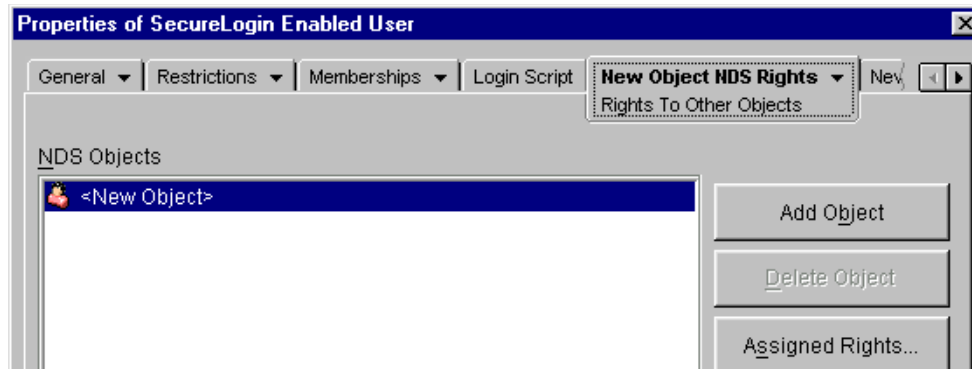 Properties of SecureLogin Enabled User
General Restrictions Memberships Login Script New Object NDS Rights
Rights To Other Objects
NDS Objects
<New Object>
Add Object
Delete Object
Assigned Rights...